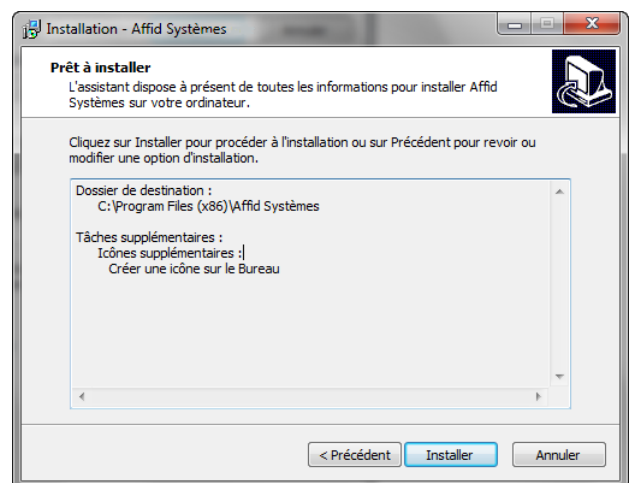 Installation - Affid Systèmes
Prêt à installer
L'assistant dispose à présent de toutes les informations pour installer Affid
Systèmes sur votre ordinateur.
Cliquez sur Installer pour procéder à l'installation ou sur Précédent pour revoir ou
modifier une option d'installation.
Dossier de destination :
C:\Program Files (x86)\Affid Systèmes
Tâches supplémentaires :
Icônes supplémentaires :
Créer une icône sur le Bureau
< Précédent
Installer
Annuler